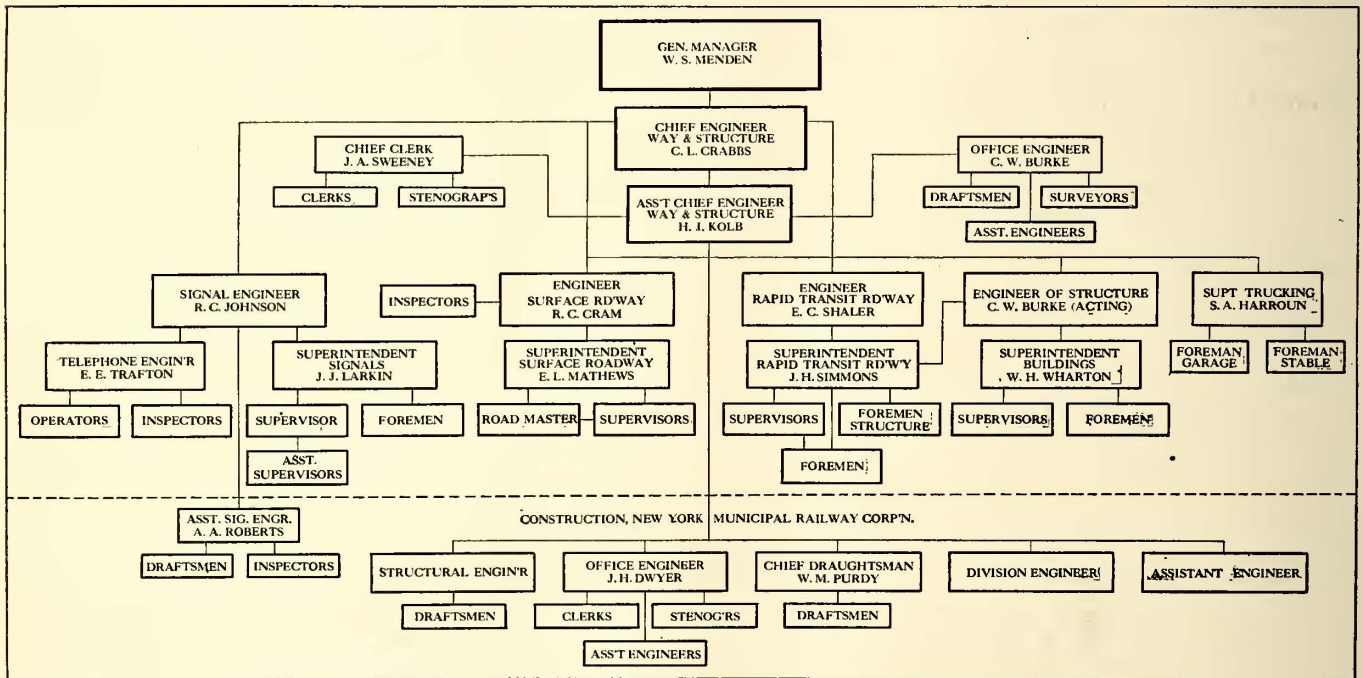 GEN. MANAGER
W. S. MENDEN
CHIEF ENGINEER
WAY & STRUCTURE
C. L. CRABBS
CHIEF CLERK
J. A. SWEENEY
CLERKS
STENOGRAP'S
OFFICE ENGINEER
C. W. BURKE
DRAFTSMEN
SURVEYORS
ASST. ENGINEERS
ASS'T CHIEF ENGINEER
WAY & STRUCTURE
H. J. KOLB
SIGNAL ENGINEER
R. C. JOHNSON
INSPECTORS
ENGINEER
SURFACE RD'WAY
R. C. CRAM
ENGINEER
RAPID TRANSIT RD'WAY
E. C. SHALER
ENGINEER OF STRUCTURE
C. W. BURKE (ACTING)
SUPT TRUCKING
S. A. HARROUN
TELEPHONE ENGIN'R
E. E. TRAFTON
SUPERINTENDENT
SIGNALS
J. J. LARKIN
SUPERINTENDENT
SURFACE ROADWAY
E. L. MATHEWS
SUPERINTENDENT
RAPID TRANSIT RD'W'Y
J. H. SIMMONS
SUPERINTENDENT
BUILDINGS
W. H. WHARTON
FOREMAN
GARAGE
FOREMAN
STABLE
OPERATORS
INSPECTORS
SUPERVISOR
FOREMEN
ROAD MASTER
SUPERVISORS
SUPERVISORS
FOREMEN
STRUCTURE
SUPERVISORS
FOREMEN
ASST.
SUPERVISORS
FOREMEN
ASST. SIG. ENGR.
A. A. ROBERTS
DRAFTSMEN
INSPECTORS
CONSTRUCTION, NEW YORK MUNICIPAL RAILWAY CORP'N.
STRUCTURAL ENGIN'R
OFFICE ENGINEER
J. H. DWYER
CHIEF DRAUGHTSMAN
W. M. PURDY
DIVISION ENGINEER
ASSISTANT ENGINEER
DRAFTSMEN
CLERKS
STENOG'RS
DRAFTSMEN
ASS'T ENGINEERS